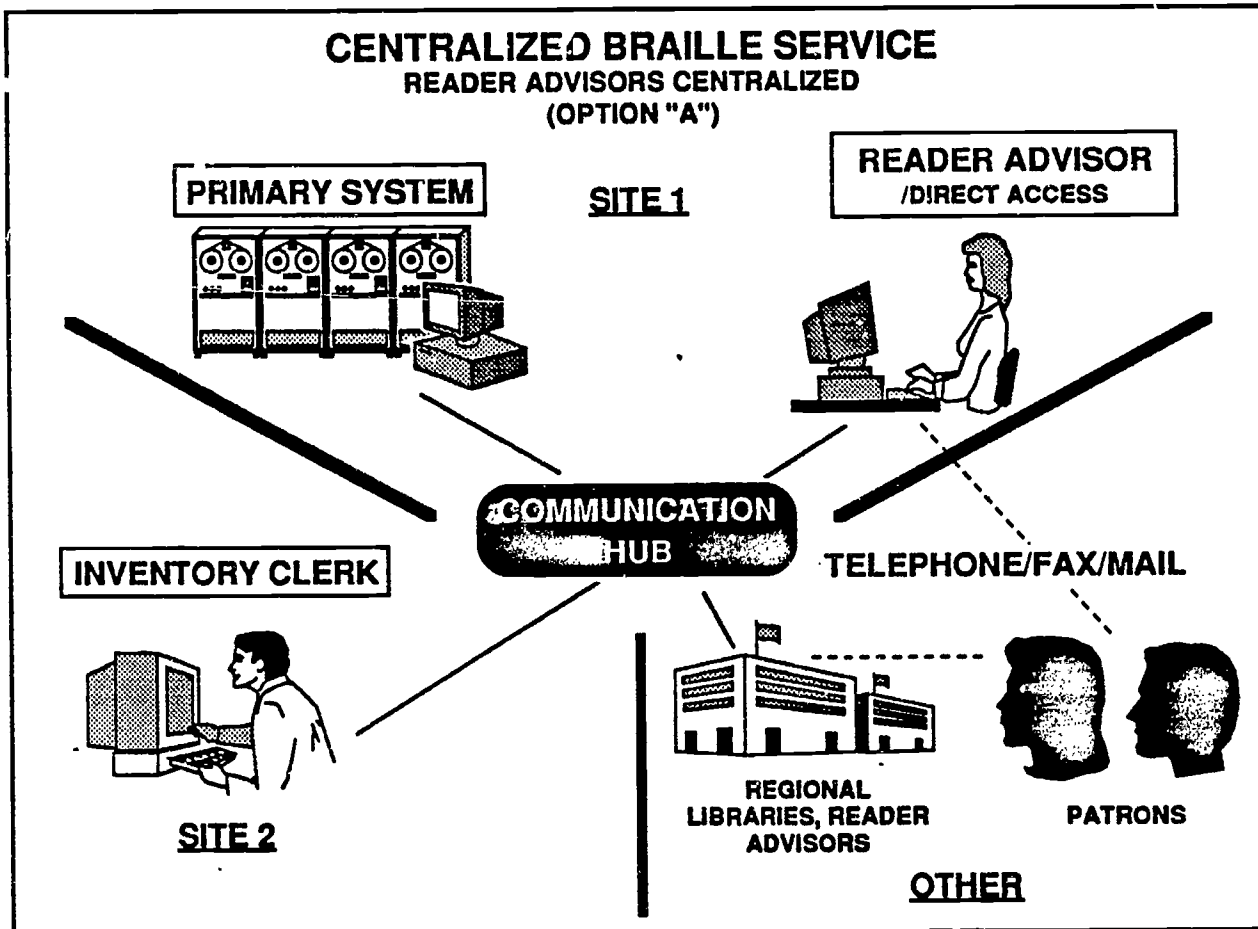 CENTRALIZED BRAILLE SERVICE
READER ADVISORS CENTRALIZED
(OPTION "A")
PRIMARY SYSTEM
SITE 1
READER ADVISOR
/DIRECT ACCESS
COMMUNICATION
HUB
INVENTORY CLERK
TELEPHONE/FAX/MAIL
SITE 2
REGIONAL
LIBRARIES, READER
ADVISORS
PATRONS
OTHER